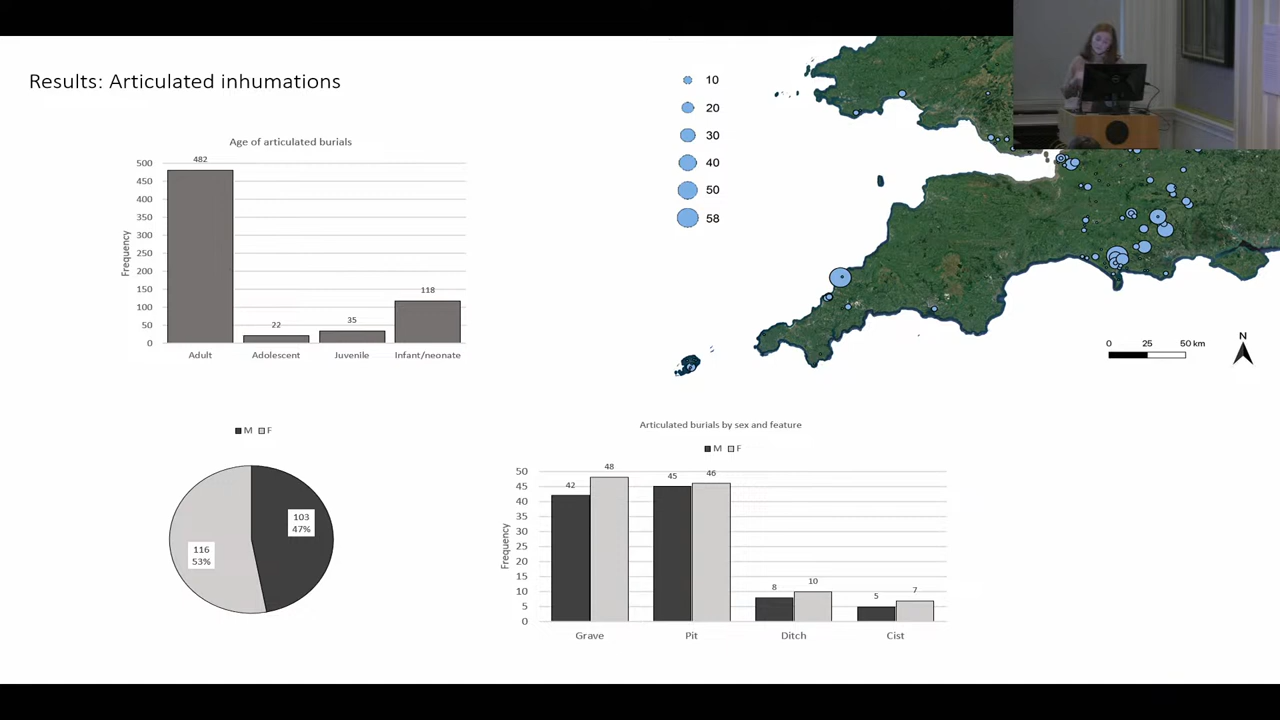 Results: Articulated inhumations
Age of articulated burials
500
450
400
350
300
250
200
150
100
50
0
Frequency
482
22
35
118
Adult
Adolescent
Juvenile
Infant/neonate
10
20
30
40
50
58
0 25 50 km
N
M F
103
47%
116
53%
Articulated burials by sex and feature
M F
50
45
40
35
30
25
20
15
10
5
0
Frequency
42
48
45
46
8
10
5
7
Grave
Pit
Ditch
Cist